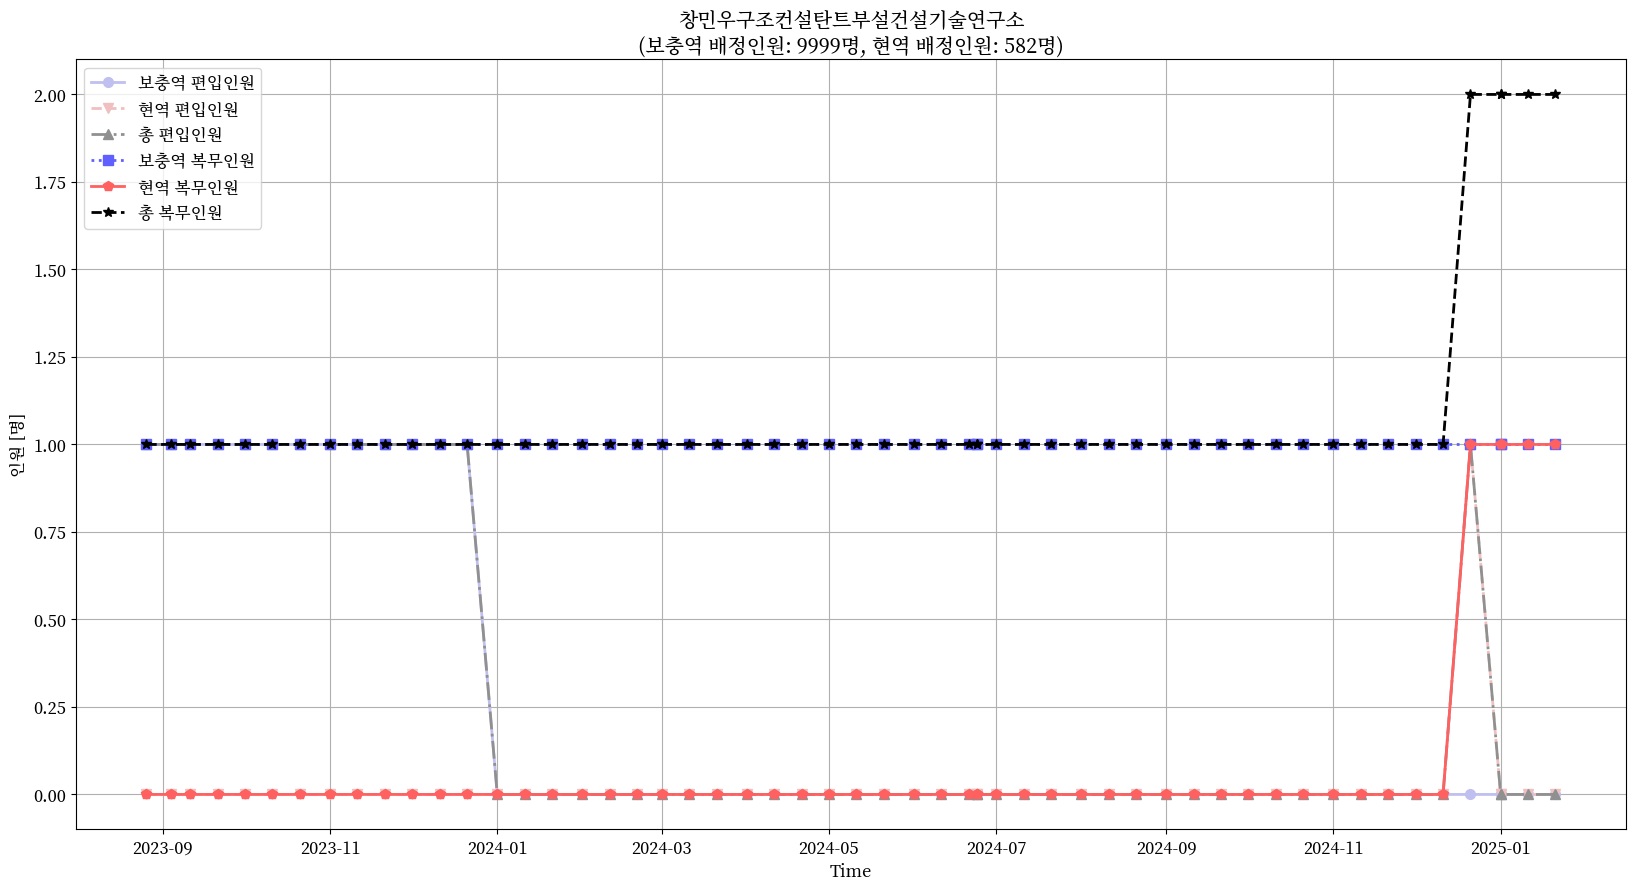 창민우구조컨설탄트부설건설기술연구소
(보충역 배정인원: 9999명, 현역 배정인원: 582명)
보충역 편입인원
현역 편입인원
총 편입인원
보충역 복무인원
현역 복무인원
총 복무인원
인원 [명]
2.00
1.75
1.50
1.25
1.00
0.75
0.50
0.25
0.00
2023-09
2023-11
2024-01
2024-03
2024-05
2024-07
2024-09
2024-11
2025-01
Time